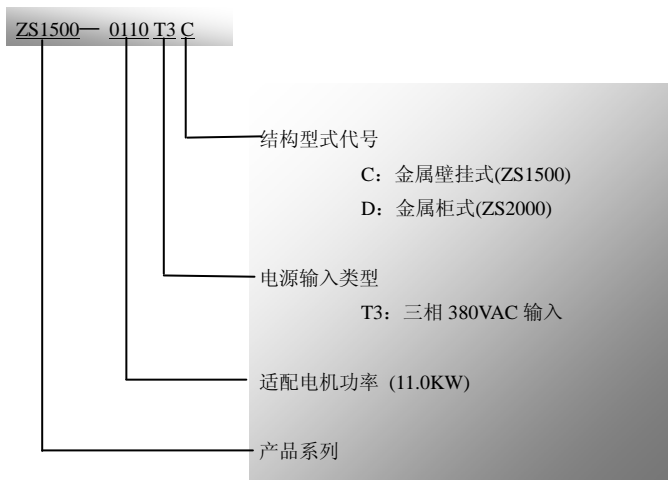 ZS1500— 0110 T3 C
结构型式代号
C：金属壁挂式(ZS1500)
D：金属柜式(ZS2000)
电源输入类型
T3：三相 380VAC 输入
适配电机功率 (11.0KW)
产品系列